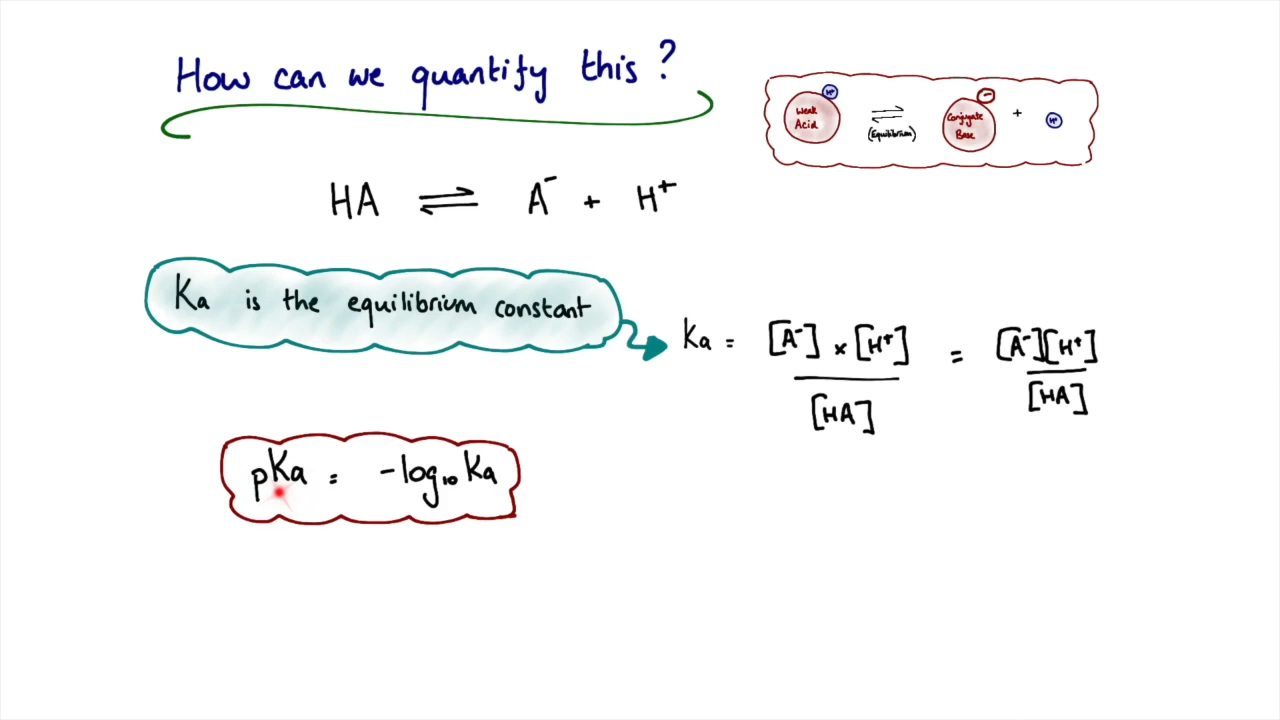 How can we quantify this?
H+
Weak
Acid
⇌
(Equilibrium)
−
Conjugate
Base
+
H+
HA ⇌ A⁻ + H⁺
Ka is the equilibrium constant
Ka = [A⁻] × [H⁺] / [HA] = [A⁻][H⁺] / [HA]
pKa = -log₁₀ Ka